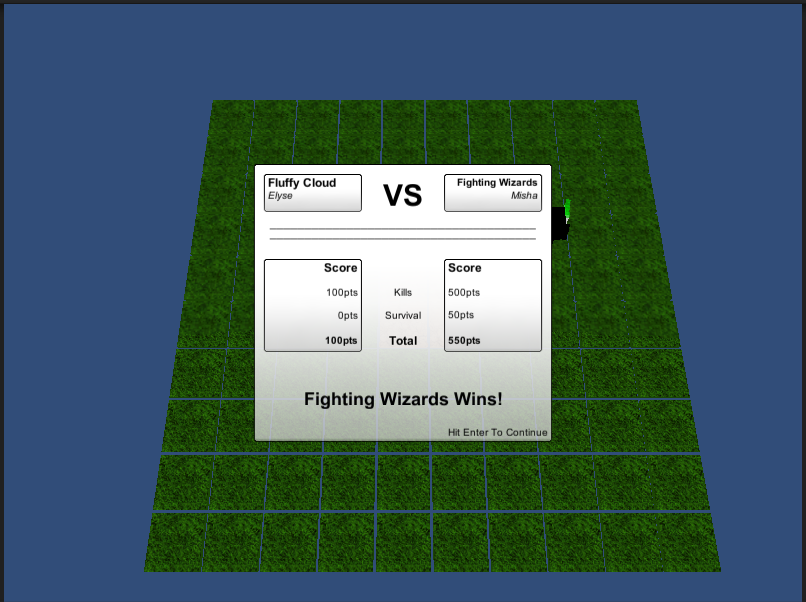 Fluffy Cloud
Elyse
VS
Fighting Wizards
Misha
Score
Score
100pts Kills 500pts
0pts Survival 50pts
100pts Total 550pts
Fighting Wizards Wins!
Hit Enter To Continue